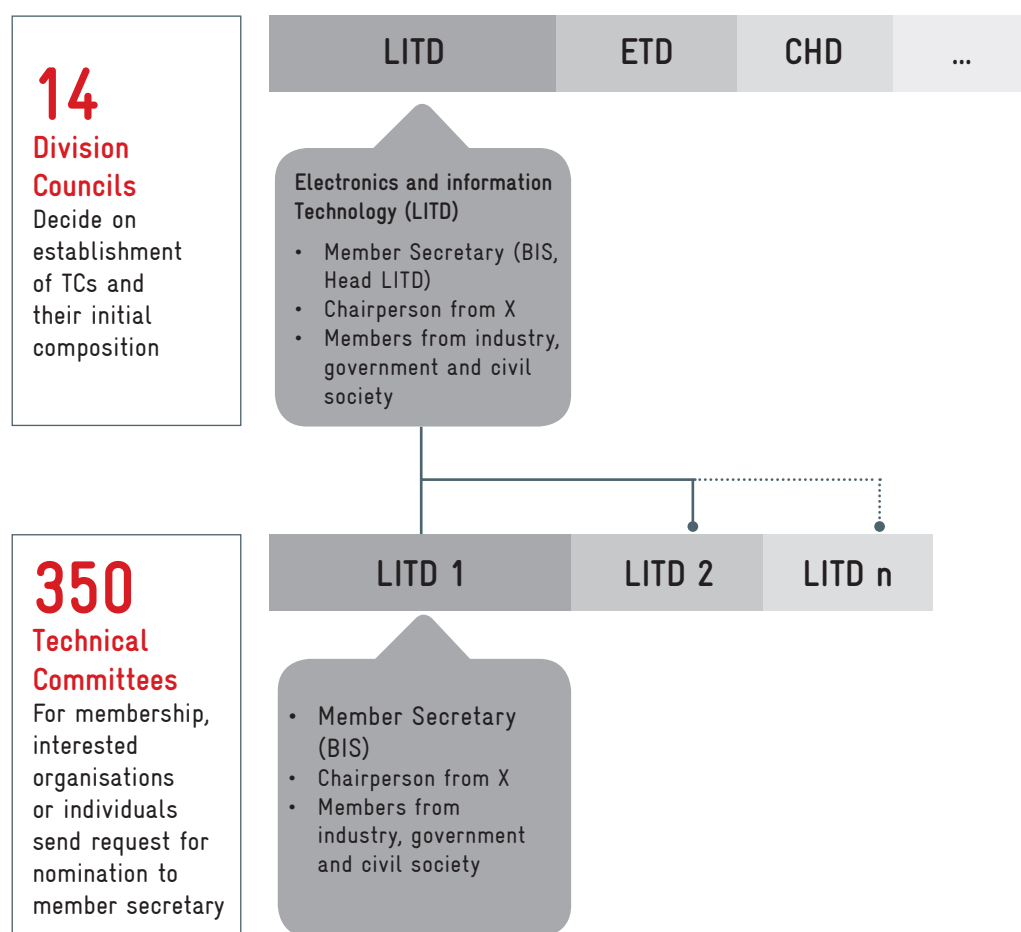 14
Division
Councils
Decide on
establishment
of TCs and
their initial
composition
LITD
ETD
CHD
...
Electronics and information
Technology (LITD)
• Member Secretary (BIS,
Head LITD)
• Chairperson from X
• Members from industry,
government and civil
society
350
Technical
Committees
For membership,
interested
organisations
or individuals
send request for
nomination to
member secretary
LITD 1
LITD 2
LITD n
• Member Secretary
(BIS)
• Chairperson from X
• Members from
industry, government
and civil society